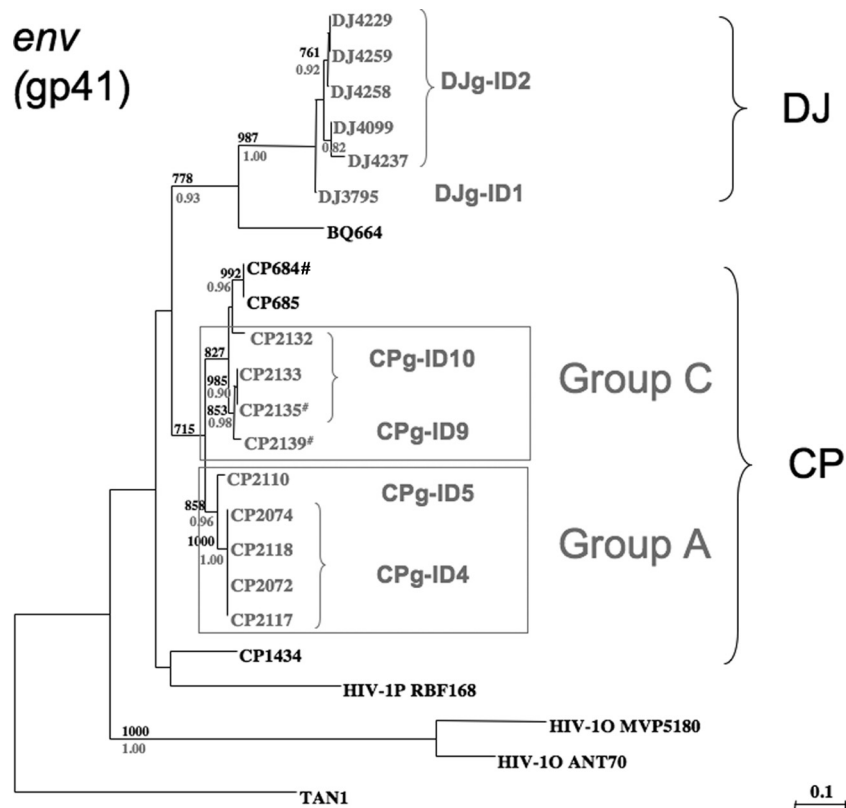 env
(gp41)
DJ4229
761
0.92
DJ4259
DJ4258
DJg-ID2
DJ
DJ4099
987
1.00
0.82
DJ4237
778
0.93
DJ3795
DJg-ID1
BQ664
992
CP684#
0.96
CP685
CP2132
827
CPg-ID10
Group C
CP2133
985
0.90
CP2135#
853
0.98
CPg-ID9
715
CP2139#
CP
CP2110
CPg-ID5
858
0.96
CP2074
Group A
1000
1.00
CP2118
CPg-ID4
CP2072
CP2117
CP1434
HIV-1P RBF168
HIV-1O MVP5180
1000
1.00
HIV-1O ANT70
TAN1
0.1